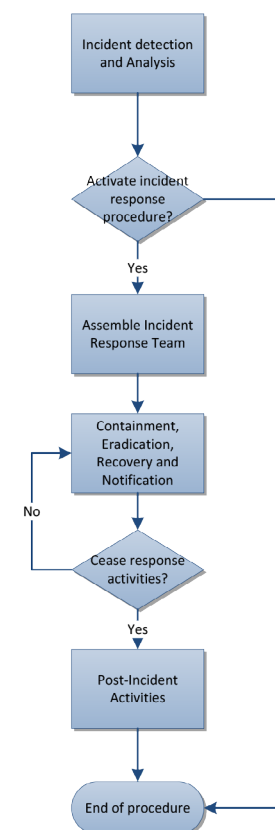 Incident detection
and Analysis
Activate incident
response
procedure?
Yes
Assemble Incident
Response Team
Containment,
Eradication,
Recovery and
Notification
No
Cease response
activities?
Yes
Post-Incident
Activities
End of procedure